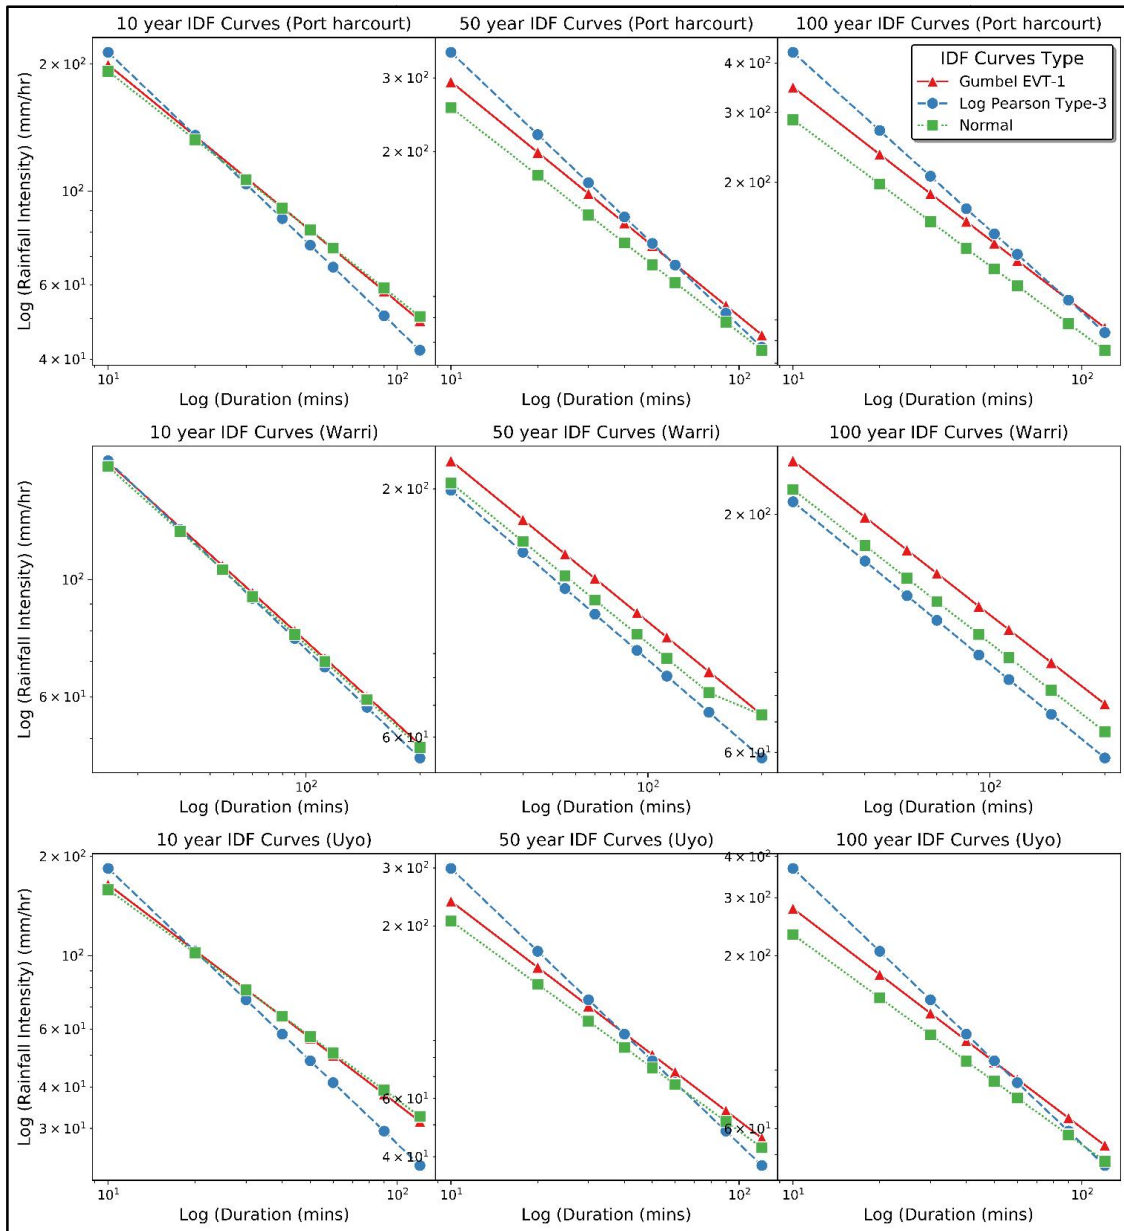 10 year IDF Curves (Port harcourt)
50 year IDF Curves (Port harcourt)
100 year IDF Curves (Port harcourt)
Log (Rainfall Intensity) (mm/hr)
2 × 10²
10²
6 × 10¹
4 × 10¹
3 × 10²
2 × 10²
4 × 10²
3 × 10²
2 × 10²
IDF Curves Type
Gumbel EVT-1
Log Pearson Type-3
Normal
10¹
10²
10¹
10²
10¹
10²
Log (Duration (mins)
Log (Duration (mins)
Log (Duration (mins)
10 year IDF Curves (Warri)
50 year IDF Curves (Warri)
100 year IDF Curves (Warri)
Log (Rainfall Intensity) (mm/hr)
10²
6 × 10¹
2 × 10²
6 × 10¹
2 × 10²
6 × 10¹
10²
10²
10²
Log (Duration (mins)
Log (Duration (mins)
Log (Duration (mins)
10 year IDF Curves (Uyo)
50 year IDF Curves (Uyo)
100 year IDF Curves (Uyo)
Log (Rainfall Intensity) (mm/hr)
2 × 10²
10²
6 × 10¹
4 × 10¹
3 × 10¹
3 × 10²
2 × 10²
6 × 10¹
4 × 10¹
4 × 10²
3 × 10²
2 × 10²
6 × 10¹
10¹
10²
10¹
10²
10¹
10²
Log (Duration (mins)
Log (Duration (mins)
Log (Duration (mins)